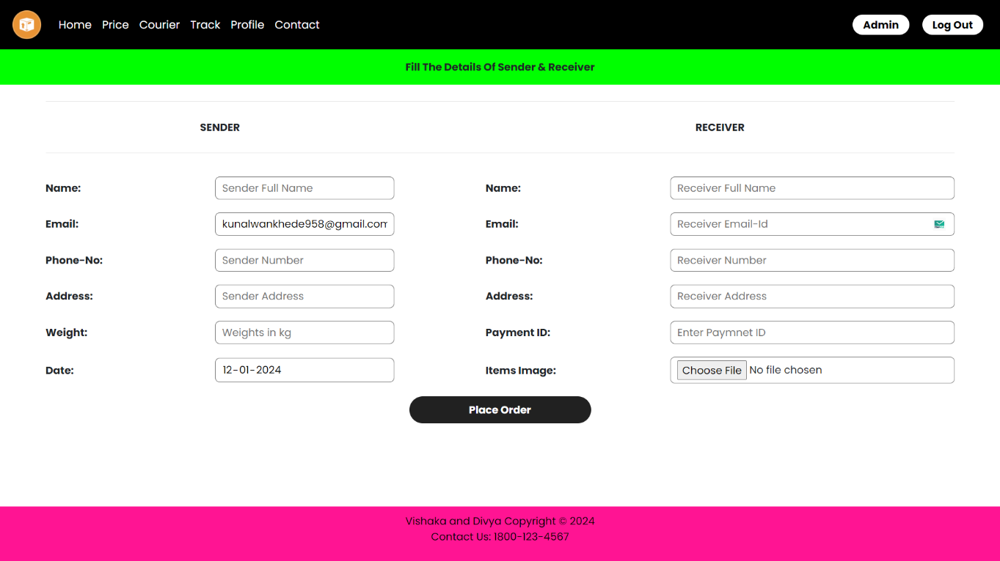 Home Price Courier Track Profile Contact Admin Log Out
Fill The Details Of Sender & Receiver
SENDER RECEIVER
Name: Sender Full Name Name: Receiver Full Name
Email: kunalwankhede958@gmail.com Email: Receiver Email-Id
Phone-No: Sender Number Phone-No: Receiver Number
Address: Sender Address Address: Receiver Address
Weight: Weights in kg Payment ID: Enter Paymnet ID
Date: 12-01-2024 Items Image: Choose File No file chosen
Place Order
Vishaka and Divya Copyright © 2024
Contact Us: 1800-123-4567